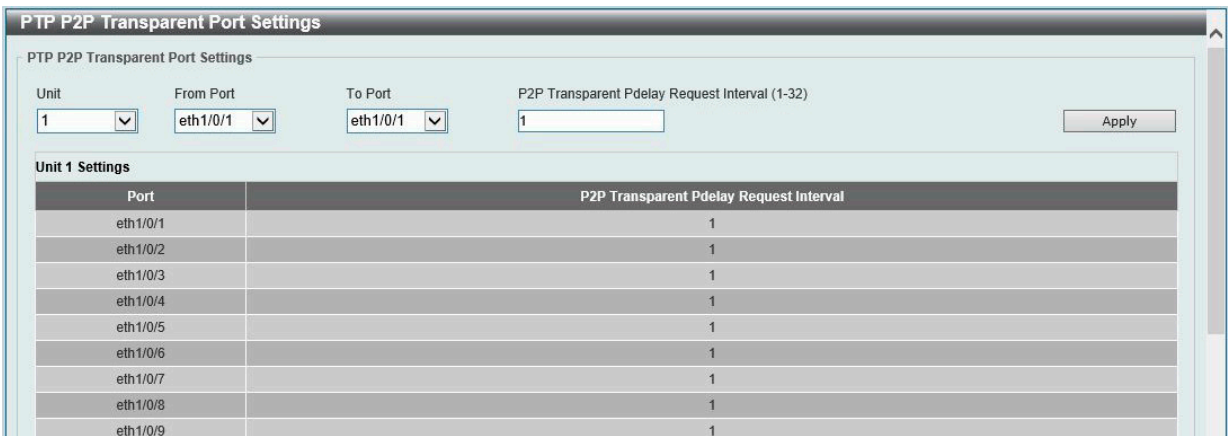 PTP P2P Transparent Port Settings
PTP P2P Transparent Port Settings
Unit From Port To Port P2P Transparent Pdelay Request Interval (1-32)
1 eth1/0/1 eth1/0/1 1 Apply
Unit 1 Settings
Port P2P Transparent Pdelay Request Interval
eth1/0/1 1
eth1/0/2 1
eth1/0/3 1
eth1/0/4 1
eth1/0/5 1
eth1/0/6 1
eth1/0/7 1
eth1/0/8 1
eth1/0/9 1